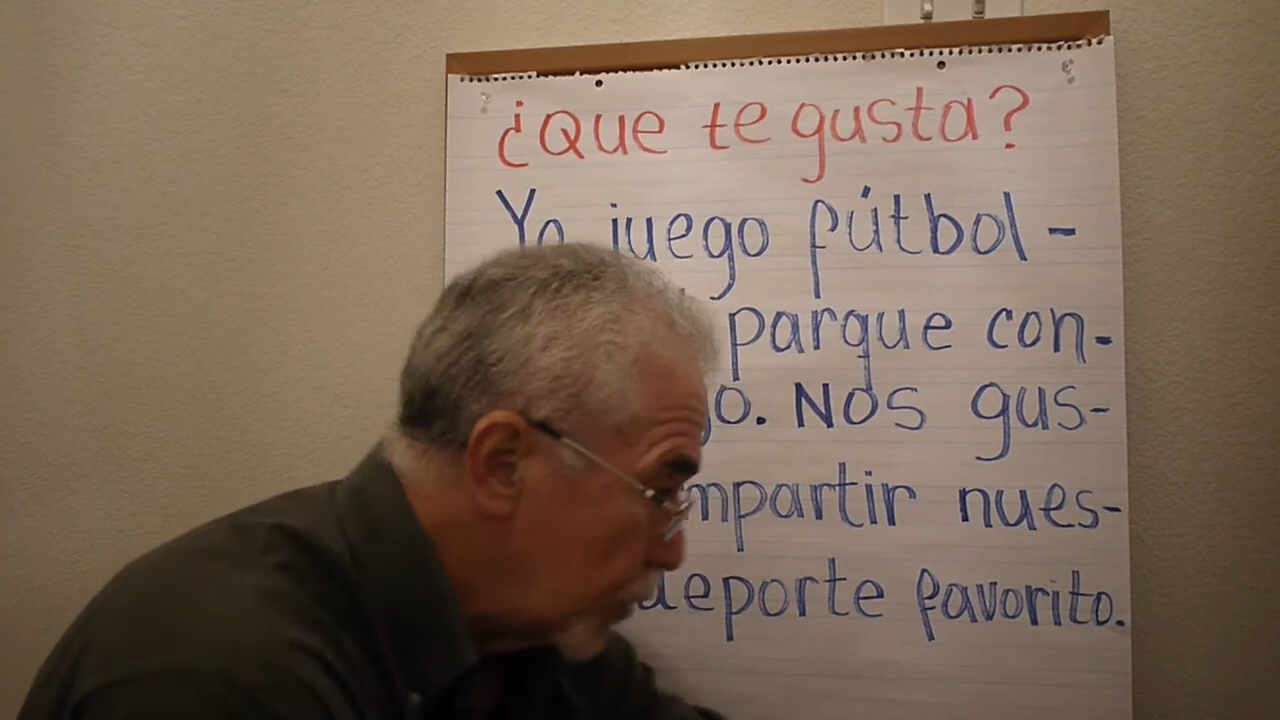 ¿Que te gusta?
Yo juego fútbol -
parque con-
o. Nos gus-
mpartir nues-
deporte favorito.